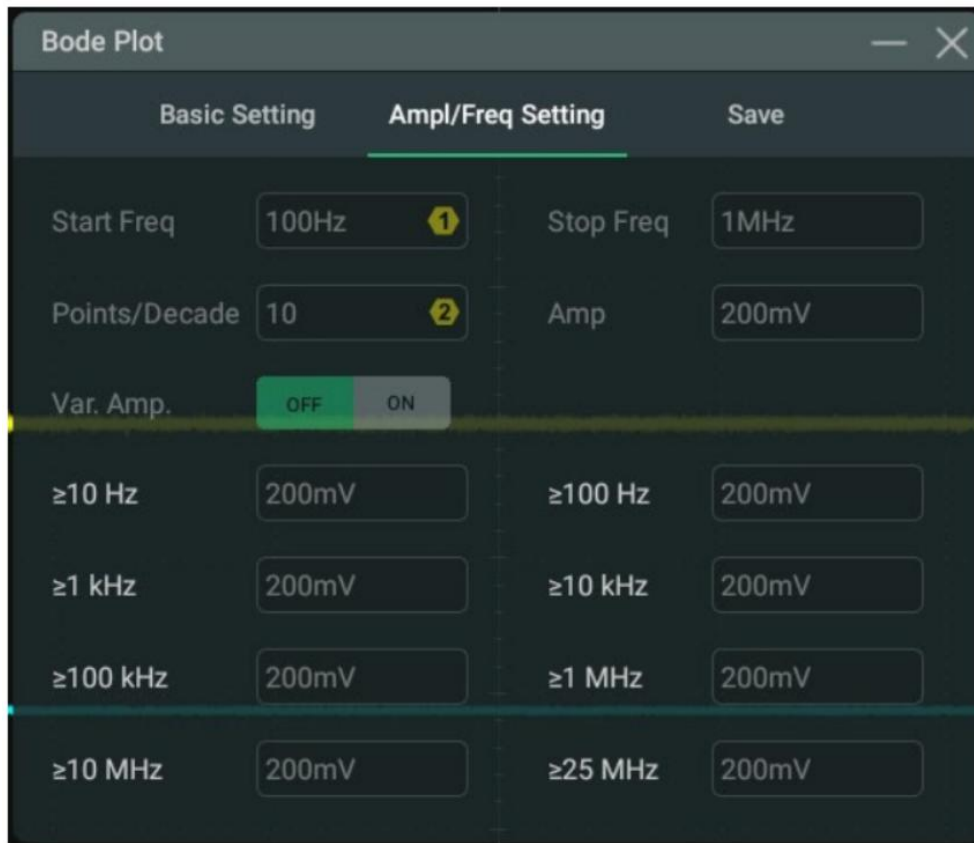 Bode Plot
Basic Setting Ampl/Freq Setting Save
Start Freq 100Hz 1 Stop Freq 1MHz
Points/Decade 10 2 Amp 200mV
Var. Amp. OFF ON
≥10 Hz 200mV ≥100 Hz 200mV
≥1 kHz 200mV ≥10 kHz 200mV
≥100 kHz 200mV ≥1 MHz 200mV
≥10 MHz 200mV ≥25 MHz 200mV